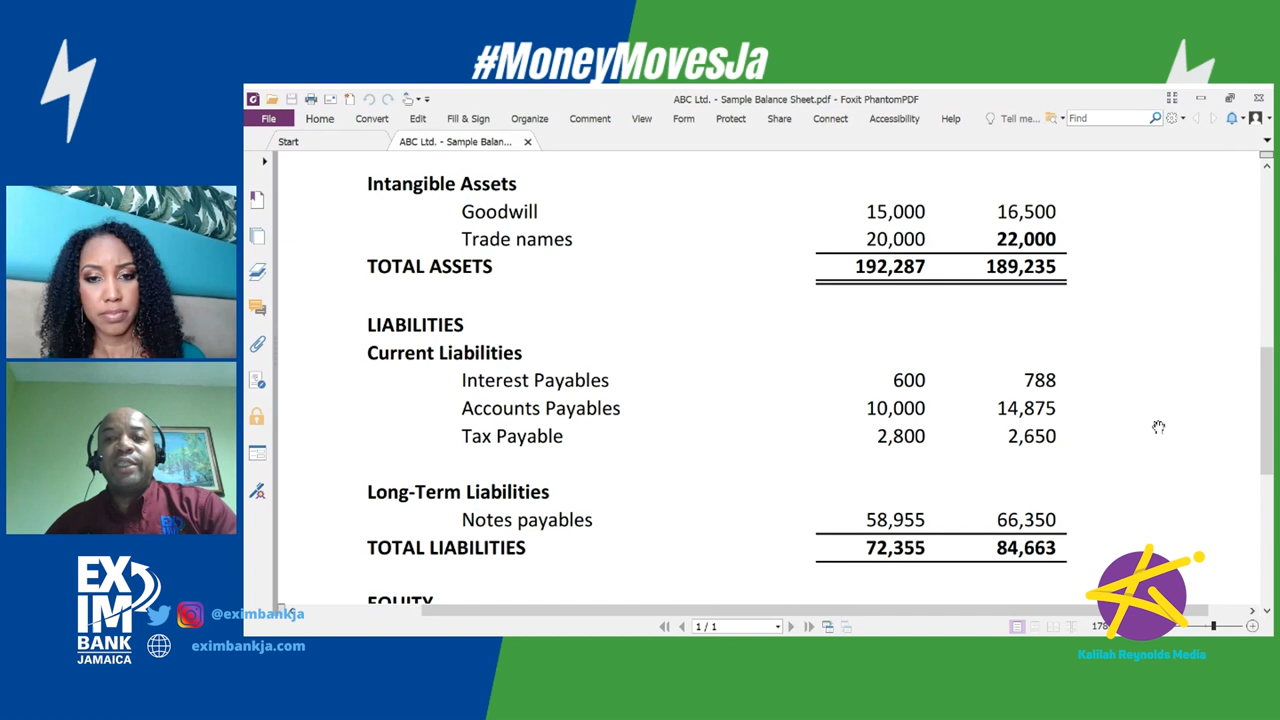 #MoneyMovesJa
ABC Ltd. - Sample Balance Sheet.pdf - Foxit PhantomPDF
File Home Convert Edit Fill & Sign Organize Comment View Form Protect Share Connect Accessibility Help Tell me... Find
Start ABC Ltd. - Sample Balan...
Intangible Assets
Goodwill 15,000 16,500
Trade names 20,000 22,000
TOTAL ASSETS 192,287 189,235
LIABILITIES
Current Liabilities
Interest Payables 600 788
Accounts Payables 10,000 14,875
Tax Payable 2,800 2,650
Long-Term Liabilities
Notes payables 58,955 66,350
TOTAL LIABILITIES 72,355 84,663
EQUITY
1 / 1
EXIM
BANK
JAMAICA
@eximbankja
eximbankja.com
Kalilah Reynolds Media